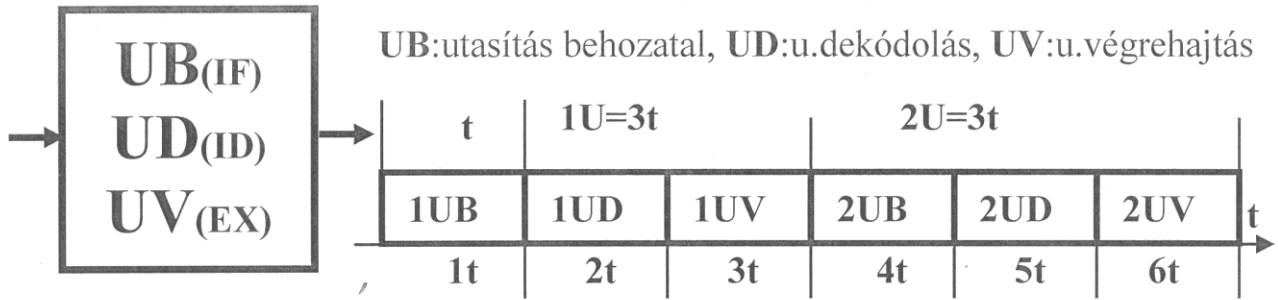 UB(IF)
UD(ID)
UV(EX)
UB:utasítás behozatal, UD:u.dekódolás, UV:u.végrehajtás
t 1U=3t 2U=3t
1UB 1UD 1UV 2UB 2UD 2UV t
1t 2t 3t 4t 5t 6t